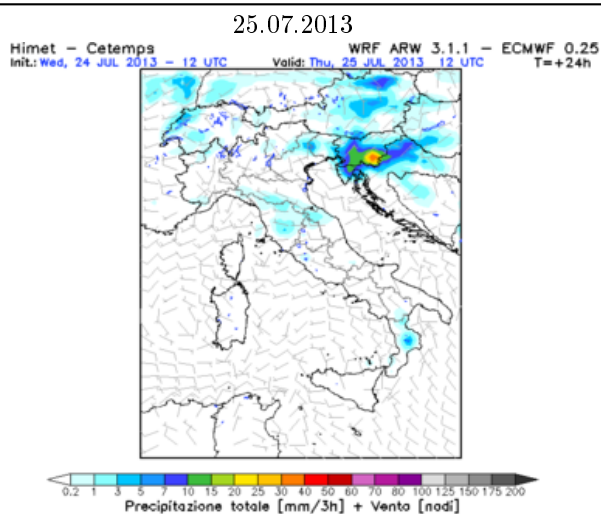 25.07.2013
Himet - Cetemps WRF ARW 3.1.1 - ECMWF 0.25
Init.: Wed, 24 JUL 2013 - 12 UTC Valid: Thu, 25 JUL 2013 12 UTC T=+24h
0.2 1 3 5 7 10 15 20 25 30 40 50 60 70 80 100 125 150 175 200
Precipitazione totale [mm/3h] + Vento [nodi]